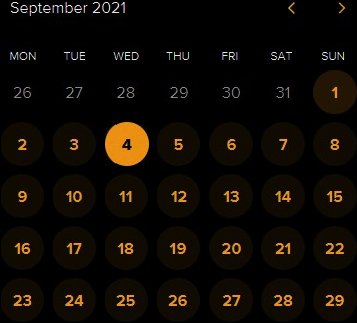 September 2021
MON TUE WED THU FRI SAT SUN
26 27 28 29 30 31 1
2 3 4 5 6 7 8
9 10 11 12 13 14 15
16 17 18 19 20 21 22
23 24 25 26 27 28 29